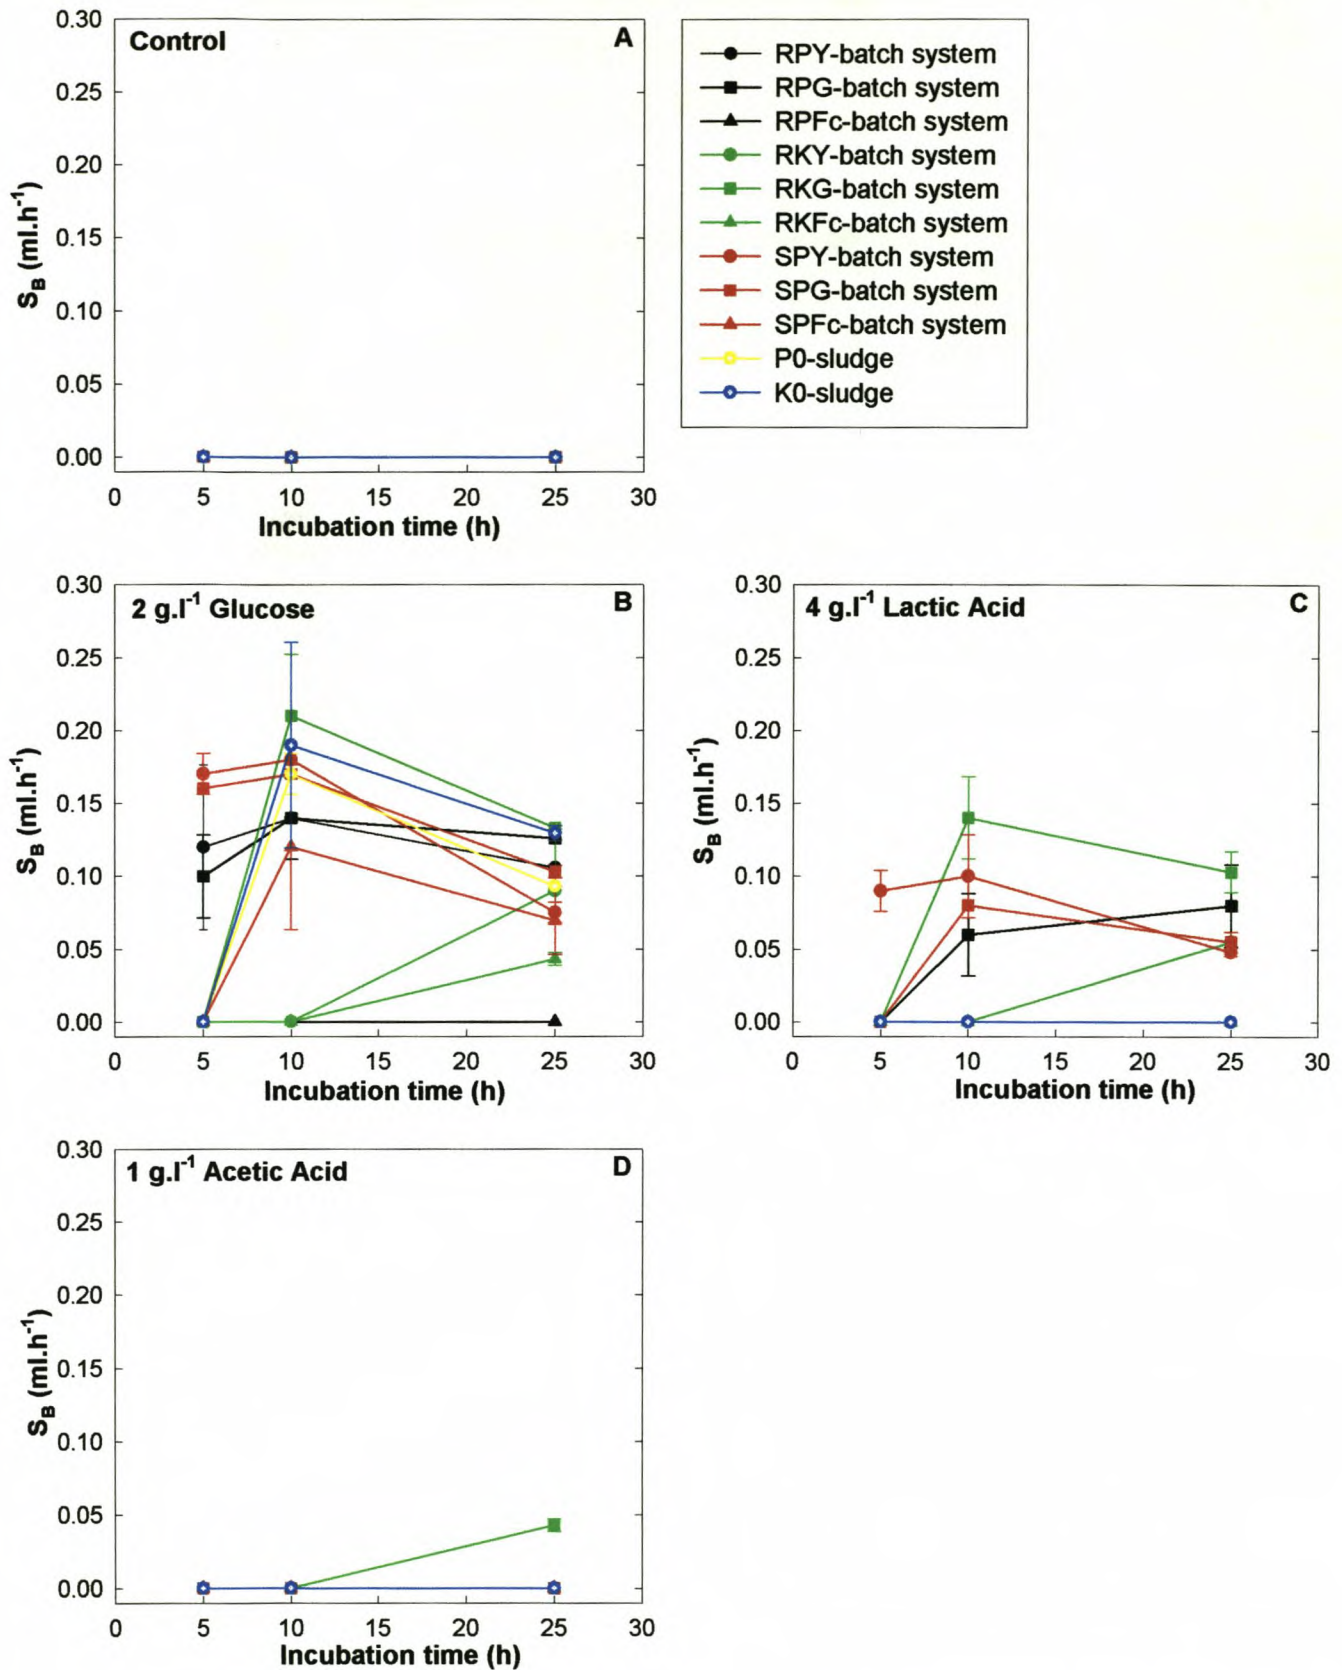 Control
A
0.30
0.25
0.20
0.15
0.10
0.05
0.00
S_B (ml.h⁻¹)
0 5 10 15 20 25 30
Incubation time (h)
RPY-batch system
RPG-batch system
RPFc-batch system
RKY-batch system
RKG-batch system
RKFc-batch system
SPY-batch system
SPG-batch system
SPFc-batch system
P0-sludge
K0-sludge
2 g.l⁻¹ Glucose
B
0.30
0.25
0.20
0.15
0.10
0.05
0.00
S_B (ml.h⁻¹)
0 5 10 15 20 25 30
Incubation time (h)
4 g.l⁻¹ Lactic Acid
C
0.30
0.25
0.20
0.15
0.10
0.05
0.00
S_B (ml.h⁻¹)
0 5 10 15 20 25 30
Incubation time (h)
1 g.l⁻¹ Acetic Acid
D
0.30
0.25
0.20
0.15
0.10
0.05
0.00
S_B (ml.h⁻¹)
0 5 10 15 20 25 30
Incubation time (h)